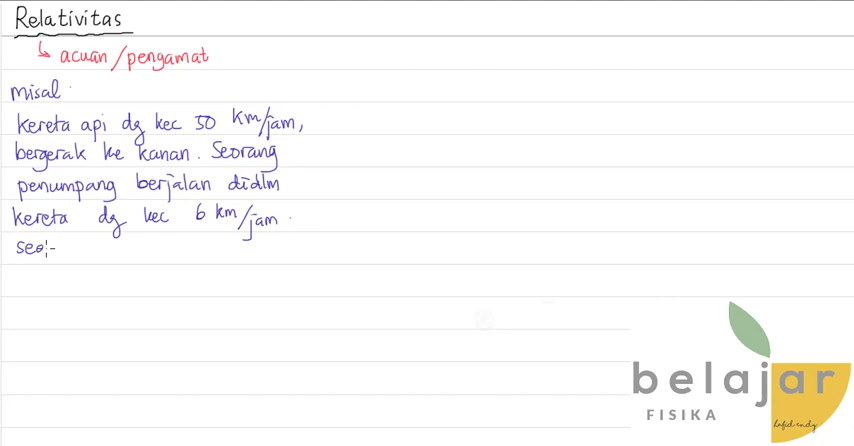 Relativitas
↳ acuan/pengamat
misal
kereta api dg kec 50 km/jam,
bergerak ke kanan. Seorang
penumpang berjalan didlm
kereta dg kec 6 km/jam.
seo
belajar
FISIKA